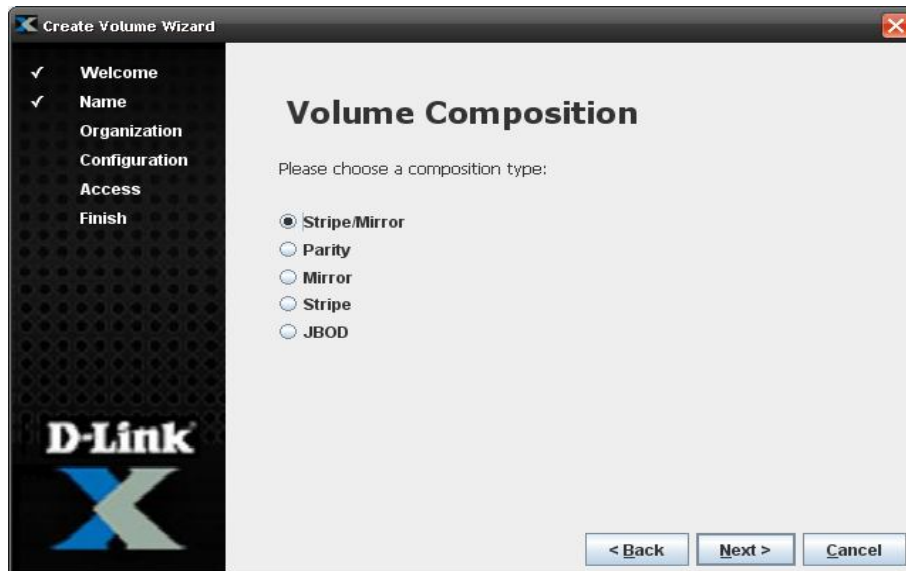 Create Volume Wizard
Welcome
Name
Organization
Configuration
Access
Finish
D-Link
Volume Composition
Please choose a composition type:
Stripe/Mirror
Parity
Mirror
Stripe
JBOD
< Back
Next >
Cancel